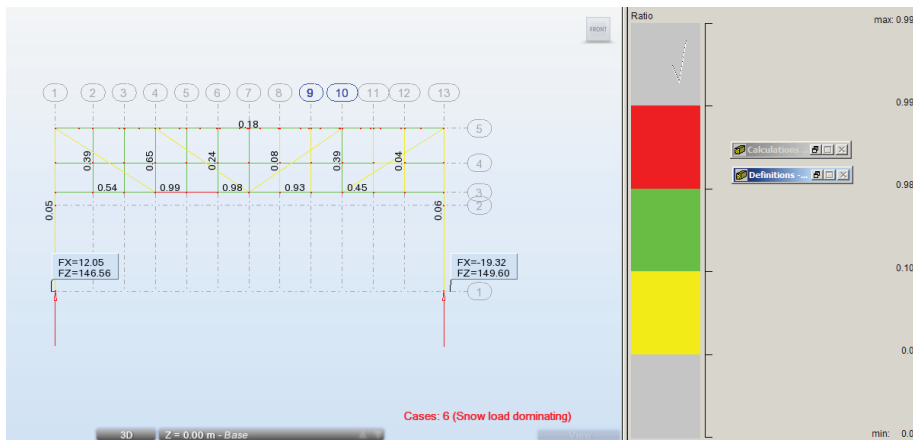 FRONT
1 2 3 4 5 6 7 8 9 10 11 12 13
0.18
5
0.39 0.65 0.24 0.08 0.39 0.04
4
0.54 0.99 0.98 0.93 0.45
3
0.05 0.06
2
FX=12.05
FZ=146.56
FX=-19.32
FZ=149.60
1
Cases: 6 (Snow load dominating)
3D Z = 0.00 m - Base
View
Ratio
max: 0.99
0.99
Calculations
Definitions -...
0.98
0.10
0.0
min: 0.0